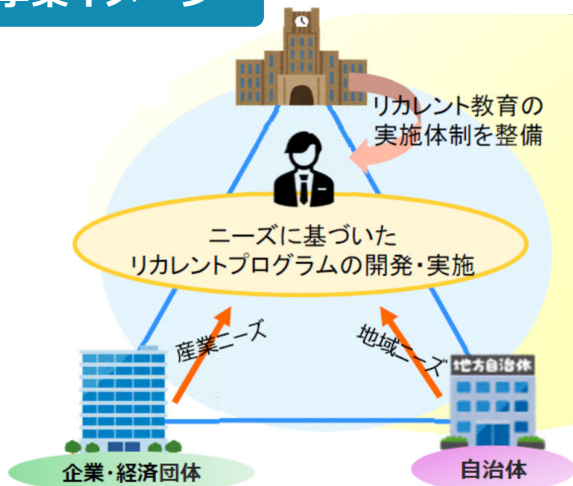 事業イメージ
リカレント教育の
実施体制を整備
ニーズに基づいた
リカレントプログラムの開発・実施
産業ニーズ
地域ニーズ
地方自治体
企業・経済団体
自治体